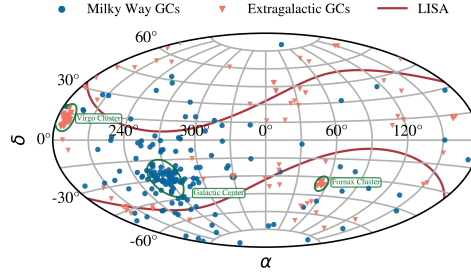 Milky Way GCs Extragalactic GCs LISA
60°
30°
Virgo Cluster
240° 300° 0° 60° 120°
0°
δ
Galactic Center
Fornax Cluster
-30°
-60°
α